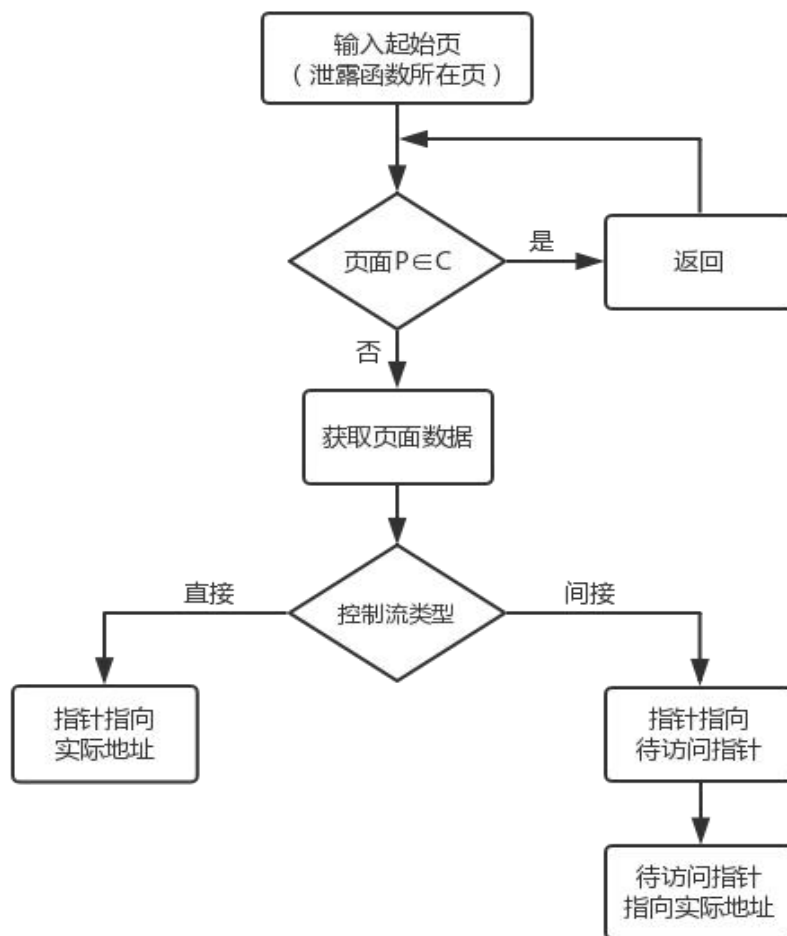 输入起始页
（泄露函数所在页）
页面P∈C
是
返回
否
获取页面数据
控制流类型
直接
间接
指针指向
实际地址
指针指向
待访问指针
待访问指针
指向实际地址